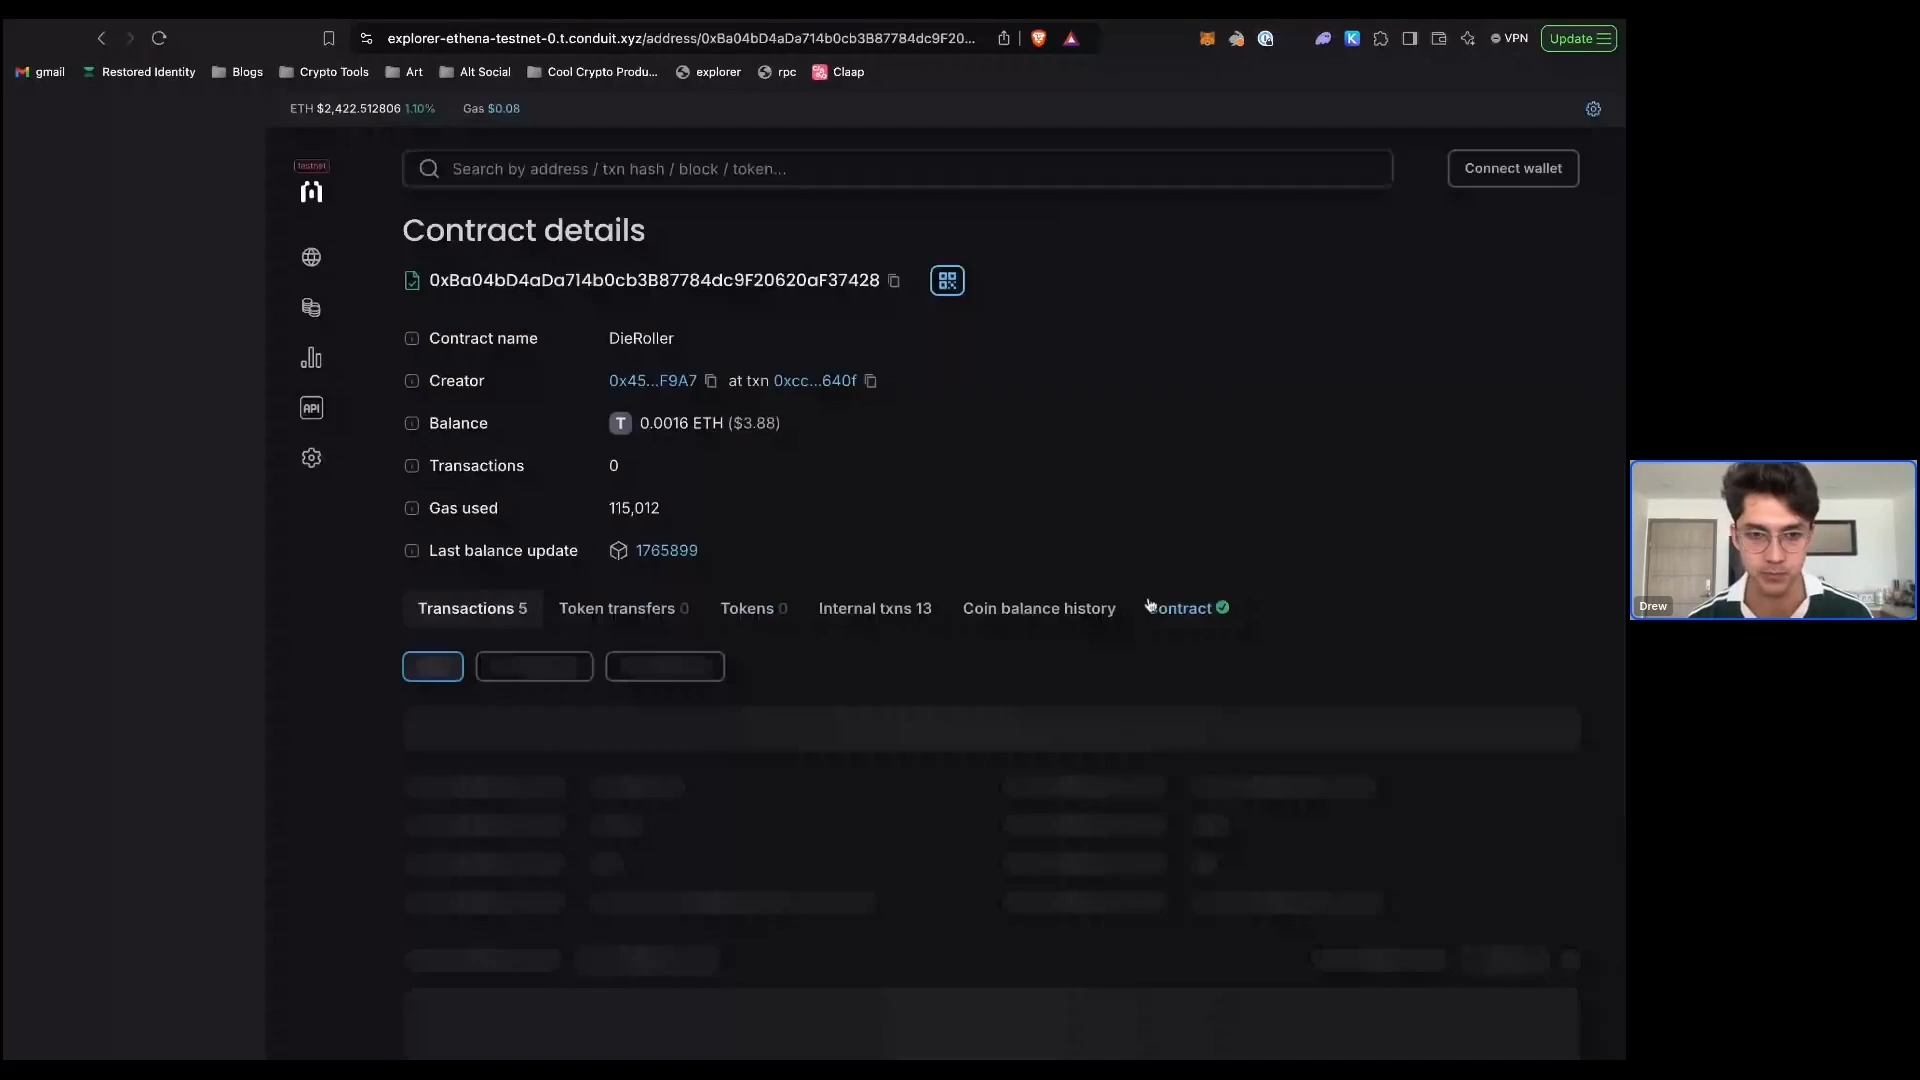 explorer-ethena-testnet-0.t.conduit.xyz/address/0xBa04bD4aDa714b0cb3B87784dc9F20...
VPN
Update
gmail
Restored Identity
Blogs
Crypto Tools
Art
Alt Social
Cool Crypto Produ...
explorer
rpc
Claap
ETH $2,422.512806 1.10% Gas $0.08
testnet
Search by address / txn hash / block / token...
Connect wallet
Contract details
0xBa04bD4aDa714b0cb3B87784dc9F20620aF37428
Contract name DieRoller
Creator 0x45...F9A7 at txn 0xcc...640f
API
Balance T 0.0016 ETH ($3.88)
Transactions 0
Gas used 115,012
Last balance update 1765899
Transactions 5 Token transfers 0 Tokens 0 Internal txns 13 Coin balance history Contract
Drew